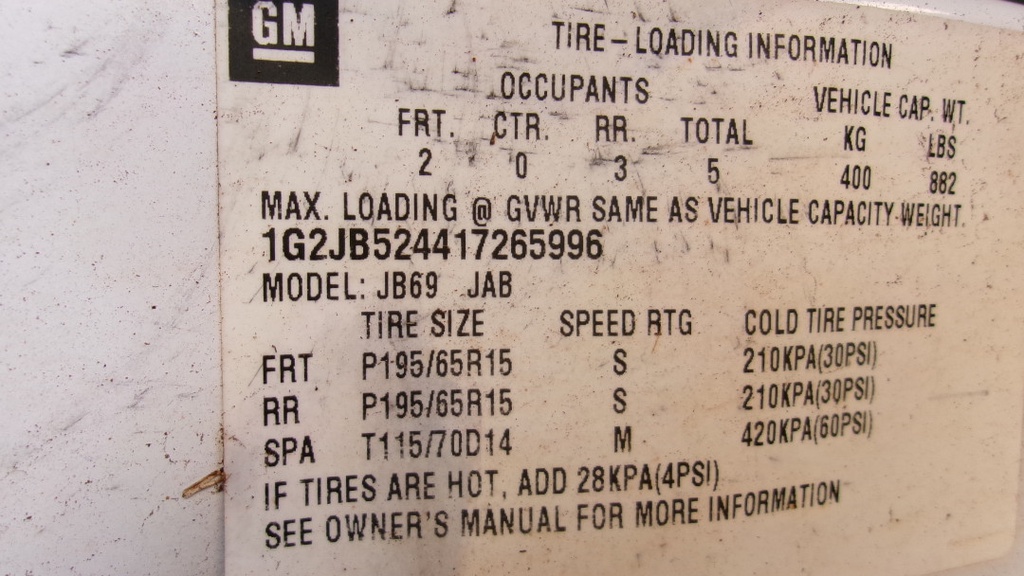 GM
TIRE-LOADING INFORMATION
OCCUPANTS VEHICLE CAP. WT.
FRT. CTR. RR. TOTAL KG LBS
2 0 3 5 400 882
MAX. LOADING @ GVWR SAME AS VEHICLE CAPACITY WEIGHT.
1G2JB524417265996
MODEL: JB69 JAB
TIRE SIZE SPEED RTG COLD TIRE PRESSURE
FRT P195/65R15 S 210KPA(30PSI)
RR P195/65R15 S 210KPA(30PSI)
SPA T115/70D14 M 420KPA(60PSI)
IF TIRES ARE HOT, ADD 28KPA(4PSI)
SEE OWNER'S MANUAL FOR MORE INFORMATION